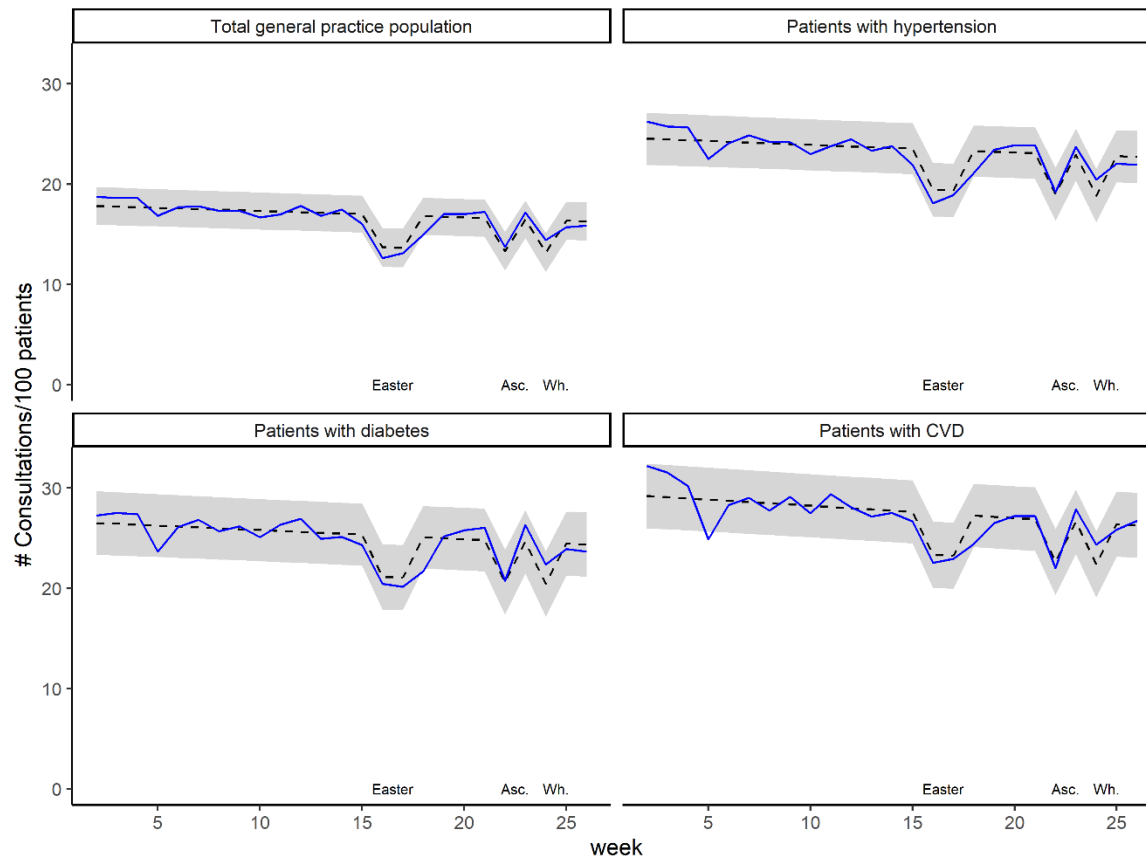 Total general practice population
Patients with hypertension
30
20
10
0
Easter
Asc.
Wh.
Easter
Asc.
Wh.
# Consultations/100 patients
Patients with diabetes
Patients with CVD
30
20
10
0
Easter
Asc.
Wh.
Easter
Asc.
Wh.
5
10
15
20
25
5
10
15
20
25
week